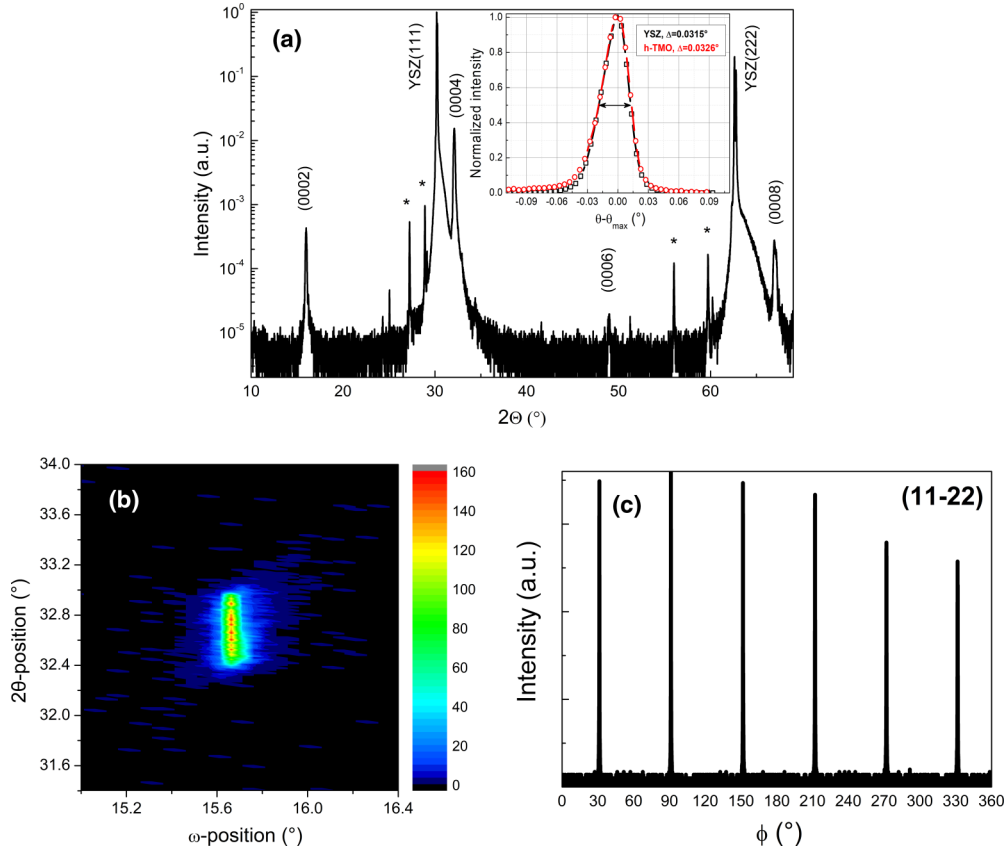 (a)
Intensity (a.u.)
10⁰
10⁻¹
10⁻²
10⁻³
10⁻⁴
10⁻⁵
(0002)
*
*
YSZ(111)
(0004)
(0006)
*
*
YSZ(222)
(0008)
10 20 30 40 50 60
2Θ (°)
Normalized intensity
1.0
0.8
0.6
0.4
0.2
0.0
YSZ, Δ=0.0315°
h-TMO, Δ=0.0326°
-0.09 -0.06 -0.03 0.00 0.03 0.06 0.09
θ-θmax (°)
(b)
2θ-position (°)
34.0
33.6
33.2
32.8
32.4
32.0
31.6
15.2 15.6 16.0 16.4
ω-position (°)
160
140
120
100
80
60
40
20
0
(c)
(11-22)
Intensity (a.u.)
0 30 60 90 120 150 180 210 240 270 300 330 360
ϕ (°)